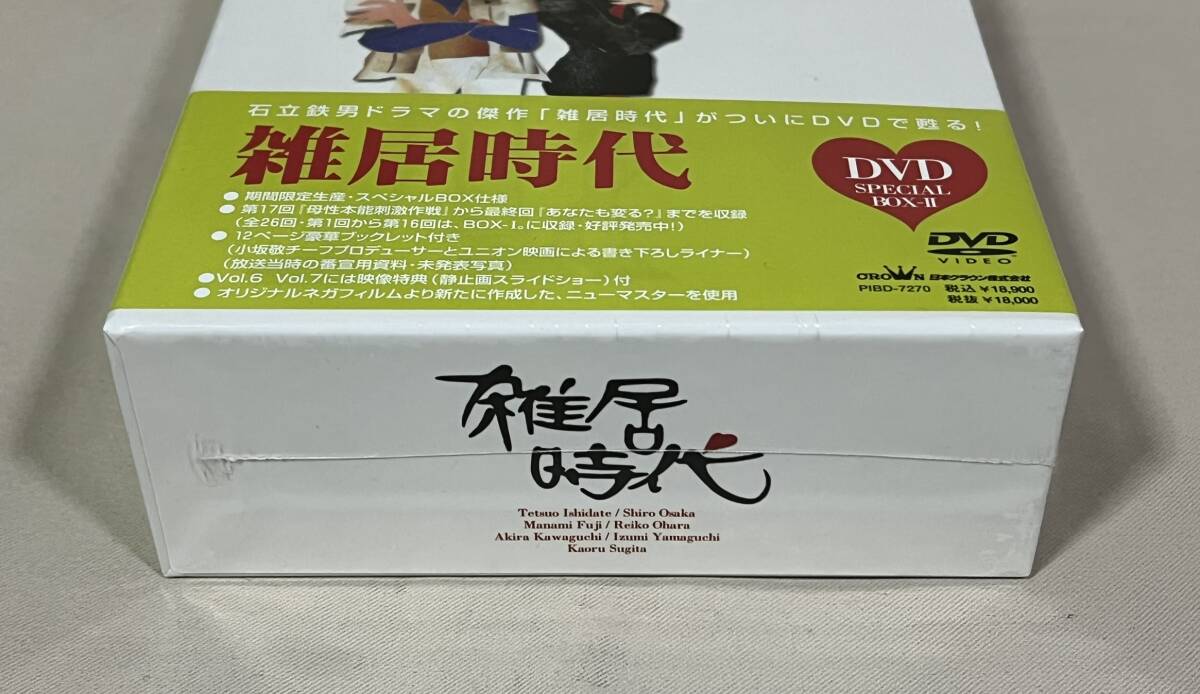 石立鉄男ドラマの傑作「雑居時代」がついにDVDで甦る!
雑居時代
● 期間限定生産・スペシャルBOX仕様
● 第17回『母性本能刺激作戦』から最終回『あなたも変る?』までを収録
(全26回・第1回から第16回は、BOX-I。に収録・好評発売中!)
● 12ページ豪華ブックレット付き
(小坂敬チーフプロデューサーとユニオン映画による書き下ろしライナー)
(放送当時の番宣用資料・未発表写真)
●Vol.6 Vol.7には映像特典(静止画スライドショー)付
● オリジナルネガフィルムより新たに作成した、ニューマスターを使用
DVD
SPECIAL
BOX-II
DVD
VIDEO
CROWN 日本クラウン株式会社
PIBD-7270 税込 ¥18,900
税抜 ¥18,000
雑居
時代
Tetsuo Ishidate / Shiro Osaka
Manami Fuji / Reiko Ohara
Akira Kawaguchi / Izumi Yamaguchi
Kaoru Sugita